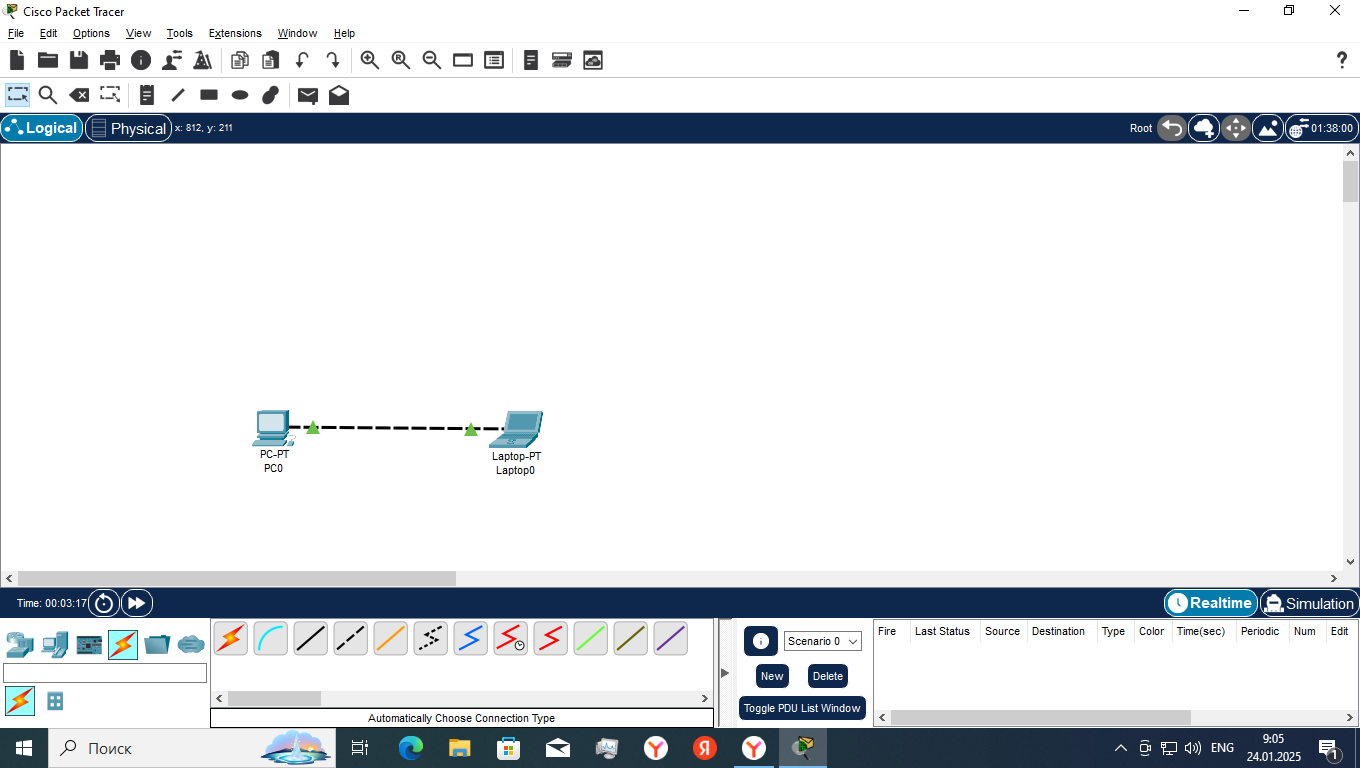 Cisco Packet Tracer
File Edit Options View Tools Extensions Window Help
Logical Physical x: 812, y: 211 Root 01:38:00
PC-PT
PC0
Laptop-PT
Laptop0
Time: 00:03:17 Realtime Simulation
Scenario 0
New Delete
Toggle PDU List Window
Fire Last Status Source Destination Type Color Time(sec) Periodic Num Edit
Automatically Choose Connection Type
Поиск
ENG
9:05
24.01.2025
1